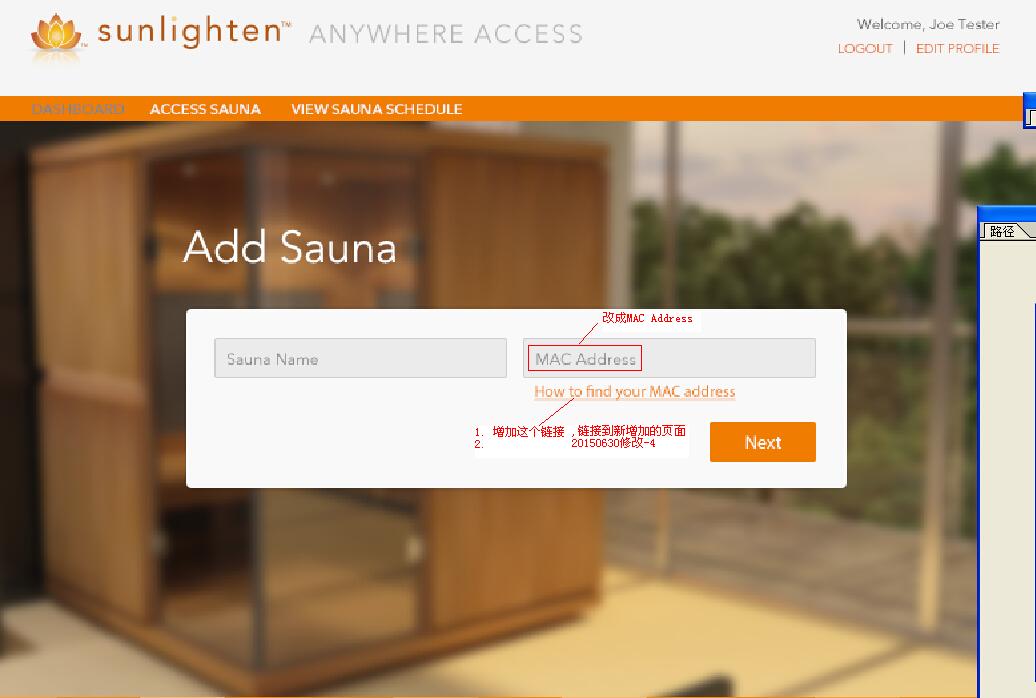 sunlighten™ ANYWHERE ACCESS
Welcome, Joe Tester
LOGOUT | EDIT PROFILE
DASHBOARD ACCESS SAUNA VIEW SAUNA SCHEDULE
路径
Add Sauna
改成MAC Address
Sauna Name
MAC Address
How to find your MAC address
1. 增加这个链接 ,链接到新增加的页面
2. 20150630修改-4
Next